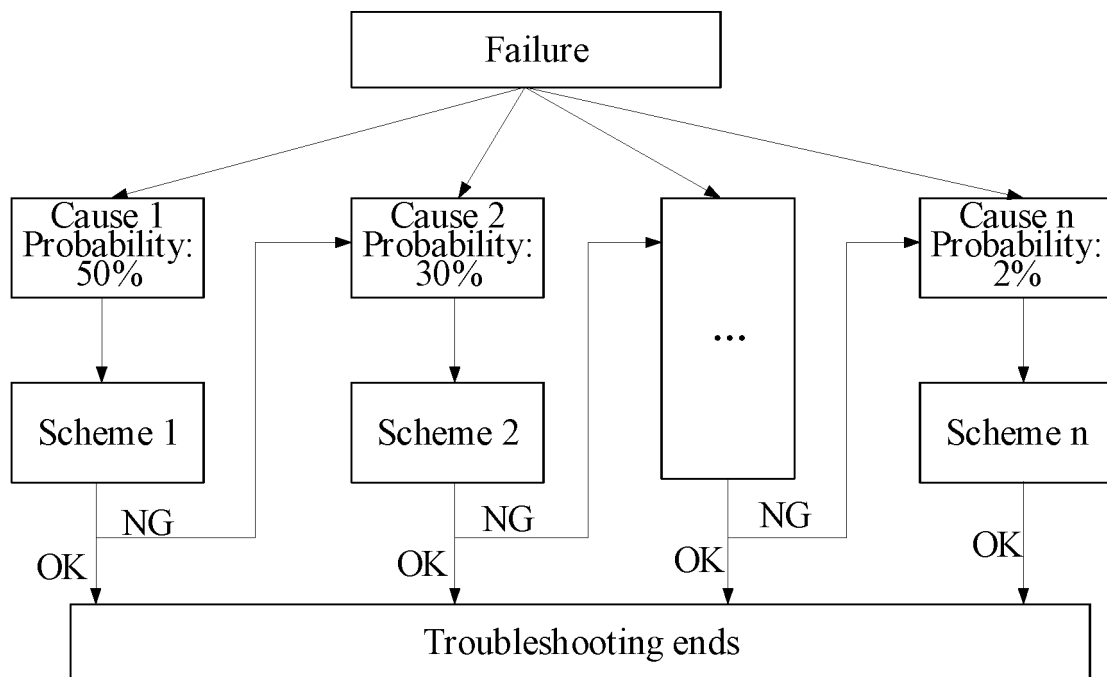 Failure
Cause 1
Probability:
50%
Cause 2
Probability:
30%
...
Cause n
Probability:
2%
Scheme 1
Scheme 2
Scheme n
NG
NG
NG
OK
OK
OK
OK
Troubleshooting ends